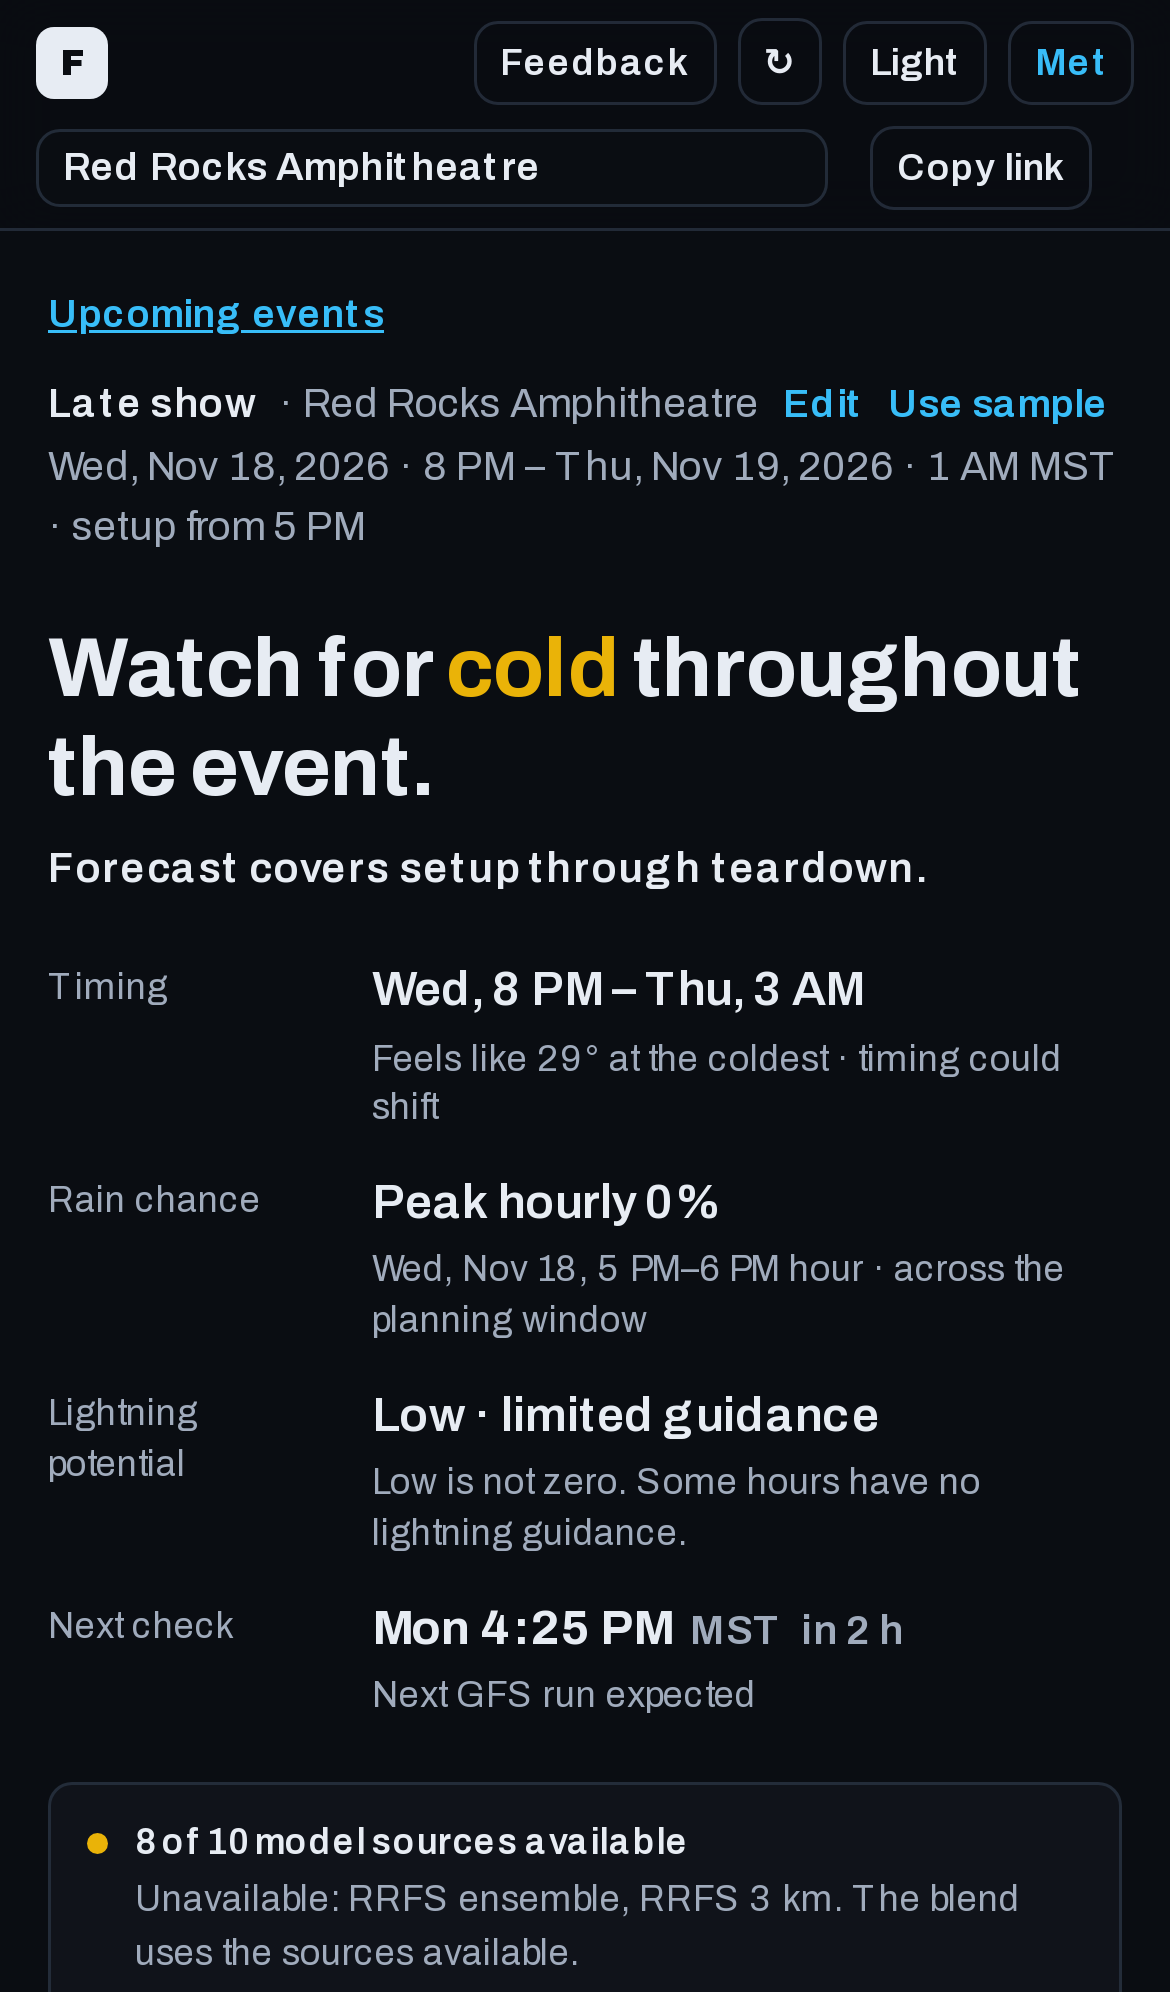 F
Feedback ↻ Light Met
Red Rocks Amphitheatre Copy link
Upcoming events
Late show · Red Rocks Amphitheatre Edit Use sample
Wed, Nov 18, 2026 · 8 PM – Thu, Nov 19, 2026 · 1 AM MST
· setup from 5 PM
Watch for cold throughout
the event.
Forecast covers setup through teardown.
Timing
Wed, 8 PM – Thu, 3 AM
Feels like 29° at the coldest · timing could
shift
Rain chance
Peak hourly 0%
Wed, Nov 18, 5 PM–6 PM hour · across the
planning window
Lightning
potential
Low · limited guidance
Low is not zero. Some hours have no
lightning guidance.
Next check
Mon 4:25 PM MST in 2 h
Next GFS run expected
8 of 10 model sources available
Unavailable: RRFS ensemble, RRFS 3 km. The blend
uses the sources available.